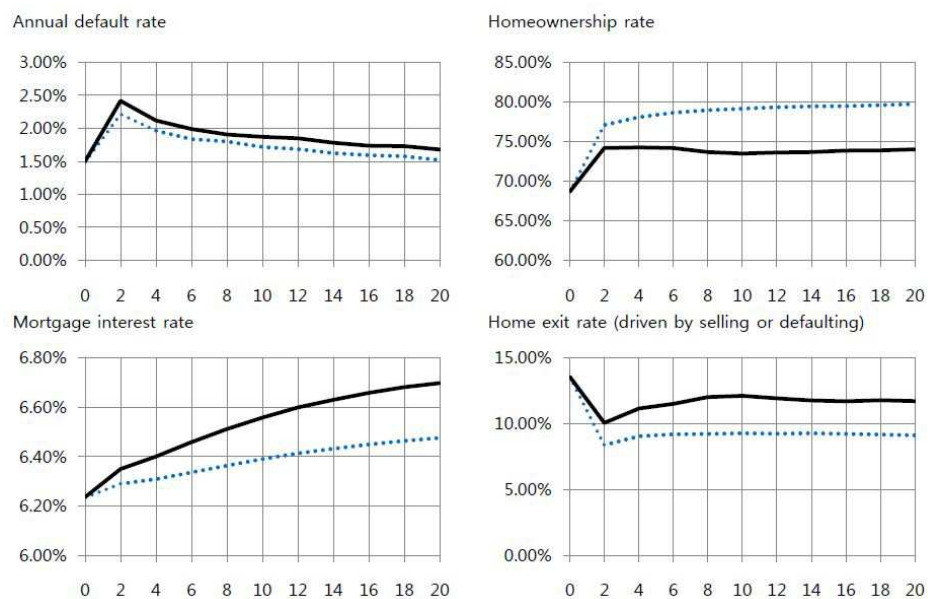 Annual default rate
3.00%
2.50%
2.00%
1.50%
1.00%
0.50%
0.00%
0 2 4 6 8 10 12 14 16 18 20
Homeownership rate
85.00%
80.00%
75.00%
70.00%
65.00%
60.00%
0 2 4 6 8 10 12 14 16 18 20
Mortgage interest rate
6.80%
6.60%
6.40%
6.20%
6.00%
0 2 4 6 8 10 12 14 16 18 20
Home exit rate (driven by selling or defaulting)
15.00%
10.00%
5.00%
0.00%
0 2 4 6 8 10 12 14 16 18 20